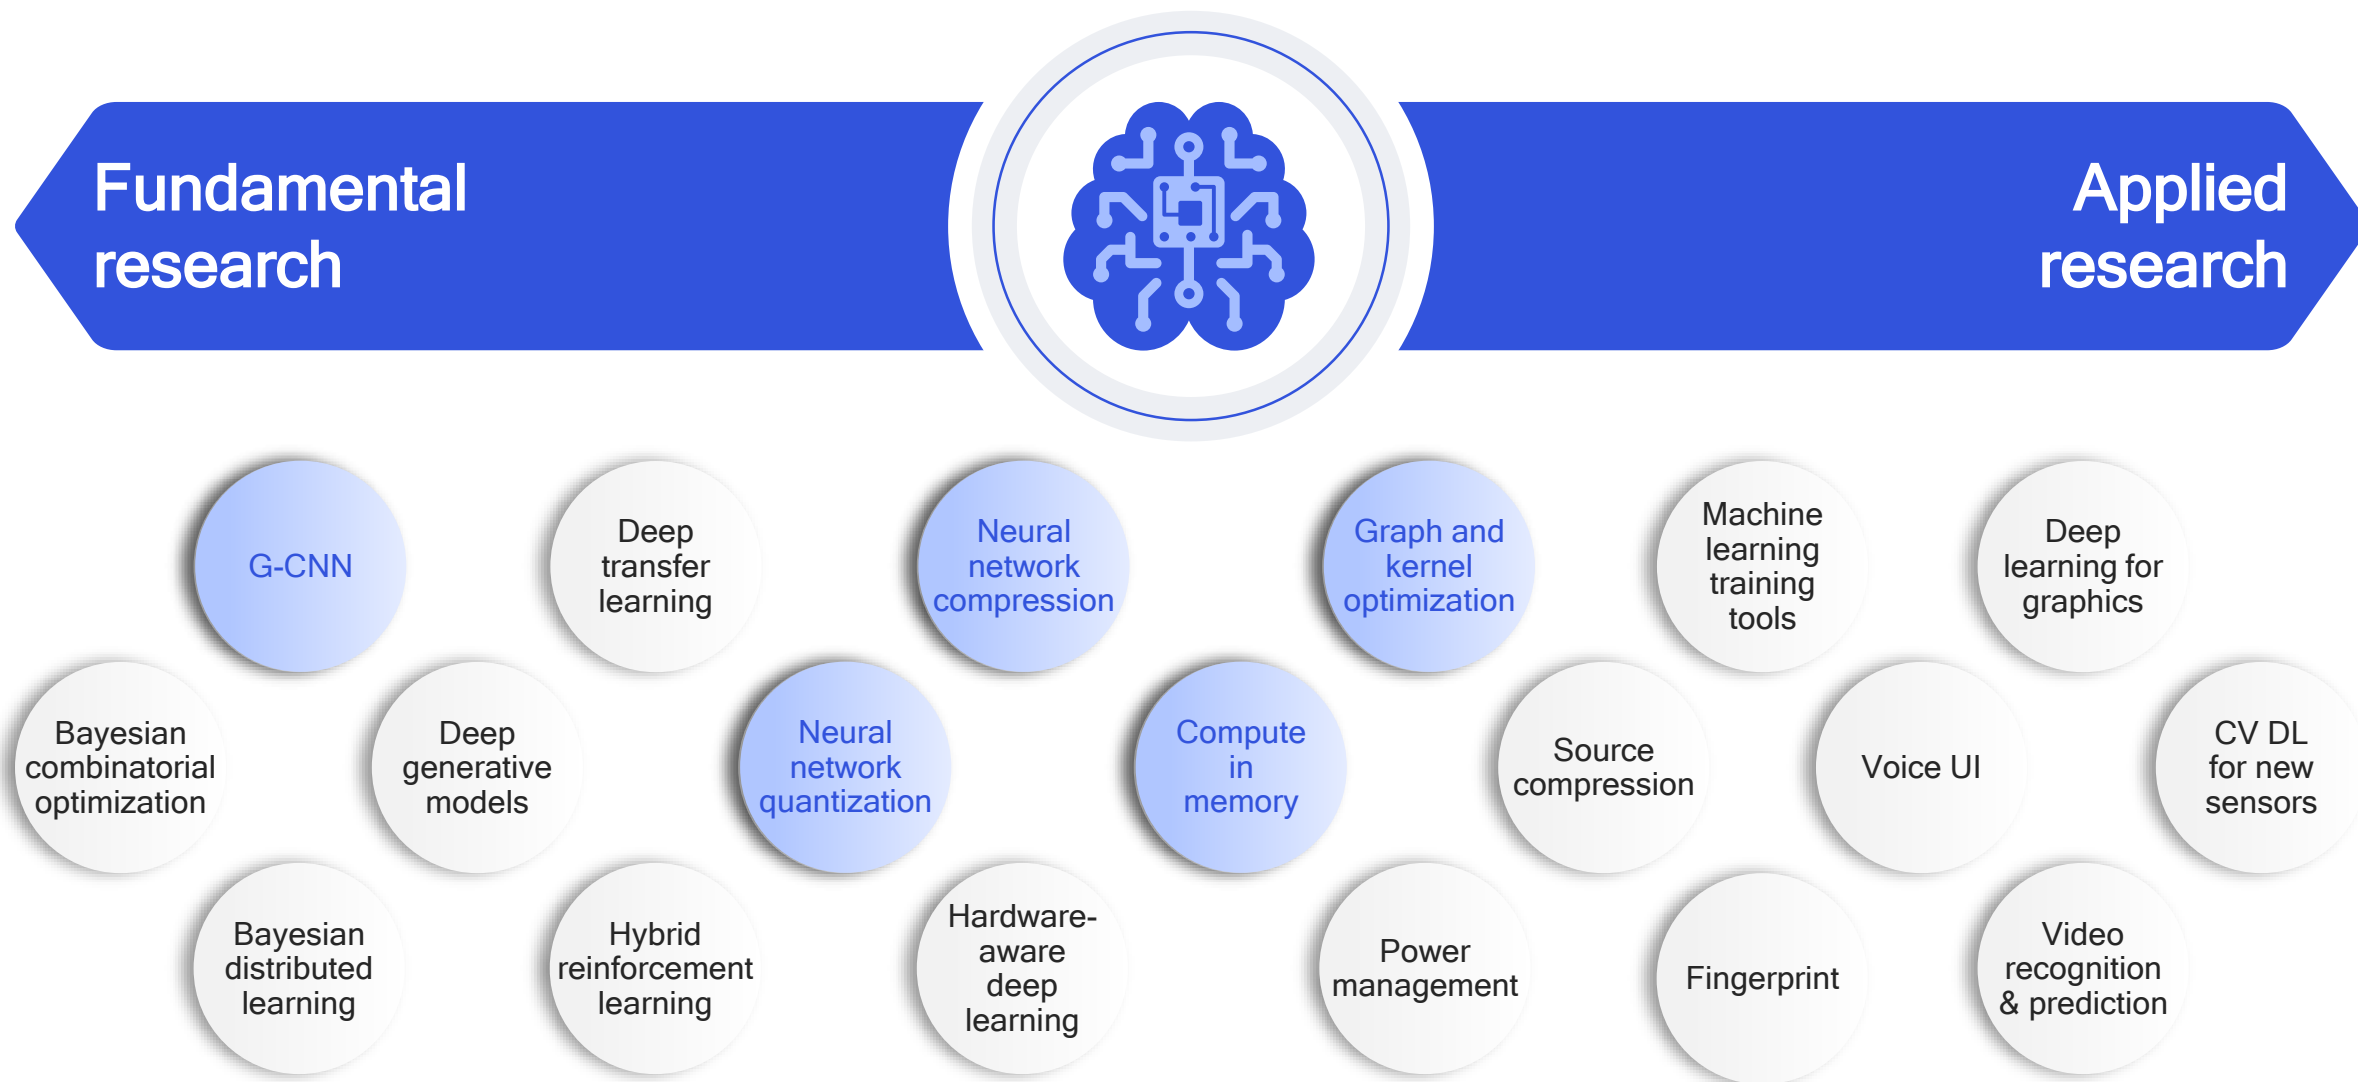 Fundamental
research
Applied
research
G-CNN
Deep
transfer
learning
Neural
network
compression
Graph and
kernel
optimization
Machine
learning
training
tools
Deep
learning for
graphics
Bayesian
combinatorial
optimization
Deep
generative
models
Neural
network
quantization
Compute
in
memory
Source
compression
Voice UI
CV DL
for new
sensors
Bayesian
distributed
learning
Hybrid
reinforcement
learning
Hardware-
aware
deep
learning
Power
management
Fingerprint
Video
recognition
& prediction